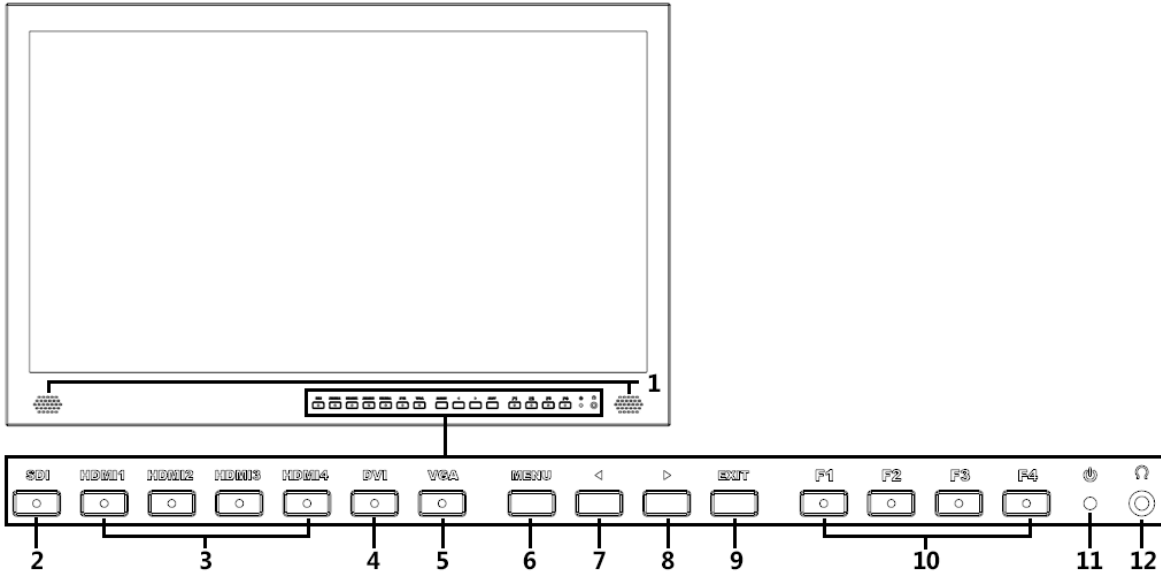 1
SDI HDMI1 HDMI2 HDMI3 HDMI4 DVI VGA MENU ◁ ▷ EXIT F1 F2 F3 F4
2 3 4 5 6 7 8 9 10 11 12